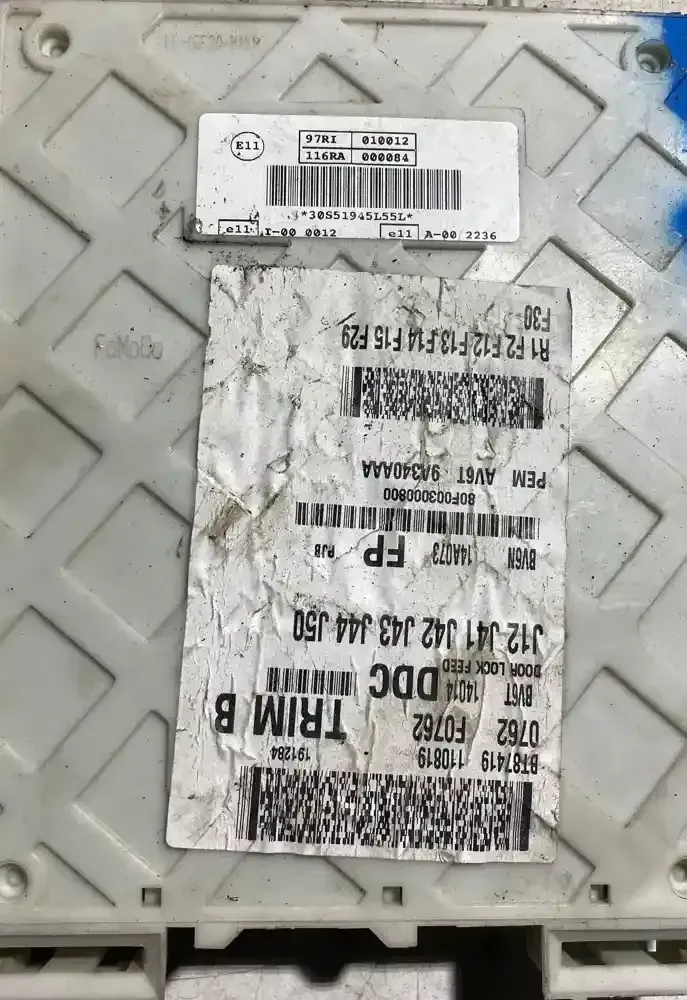 E11
97RI 010012
116RA 000084
*30S51945L55L*
e11 I-00 0012 e11 A-00 2236
FoMoCo
BT87419 110819 191284
0762 F0762 TRIM B
BV6T 14014 DDC
DOOR LOCK FEED
J12 J41 J42 J43 J44 J50
BV6N 14A073 FP PJB
80F003000800
PEM AV6T 9A340AAA
R1 F2 F12 F13 F14 F15 F29
F30